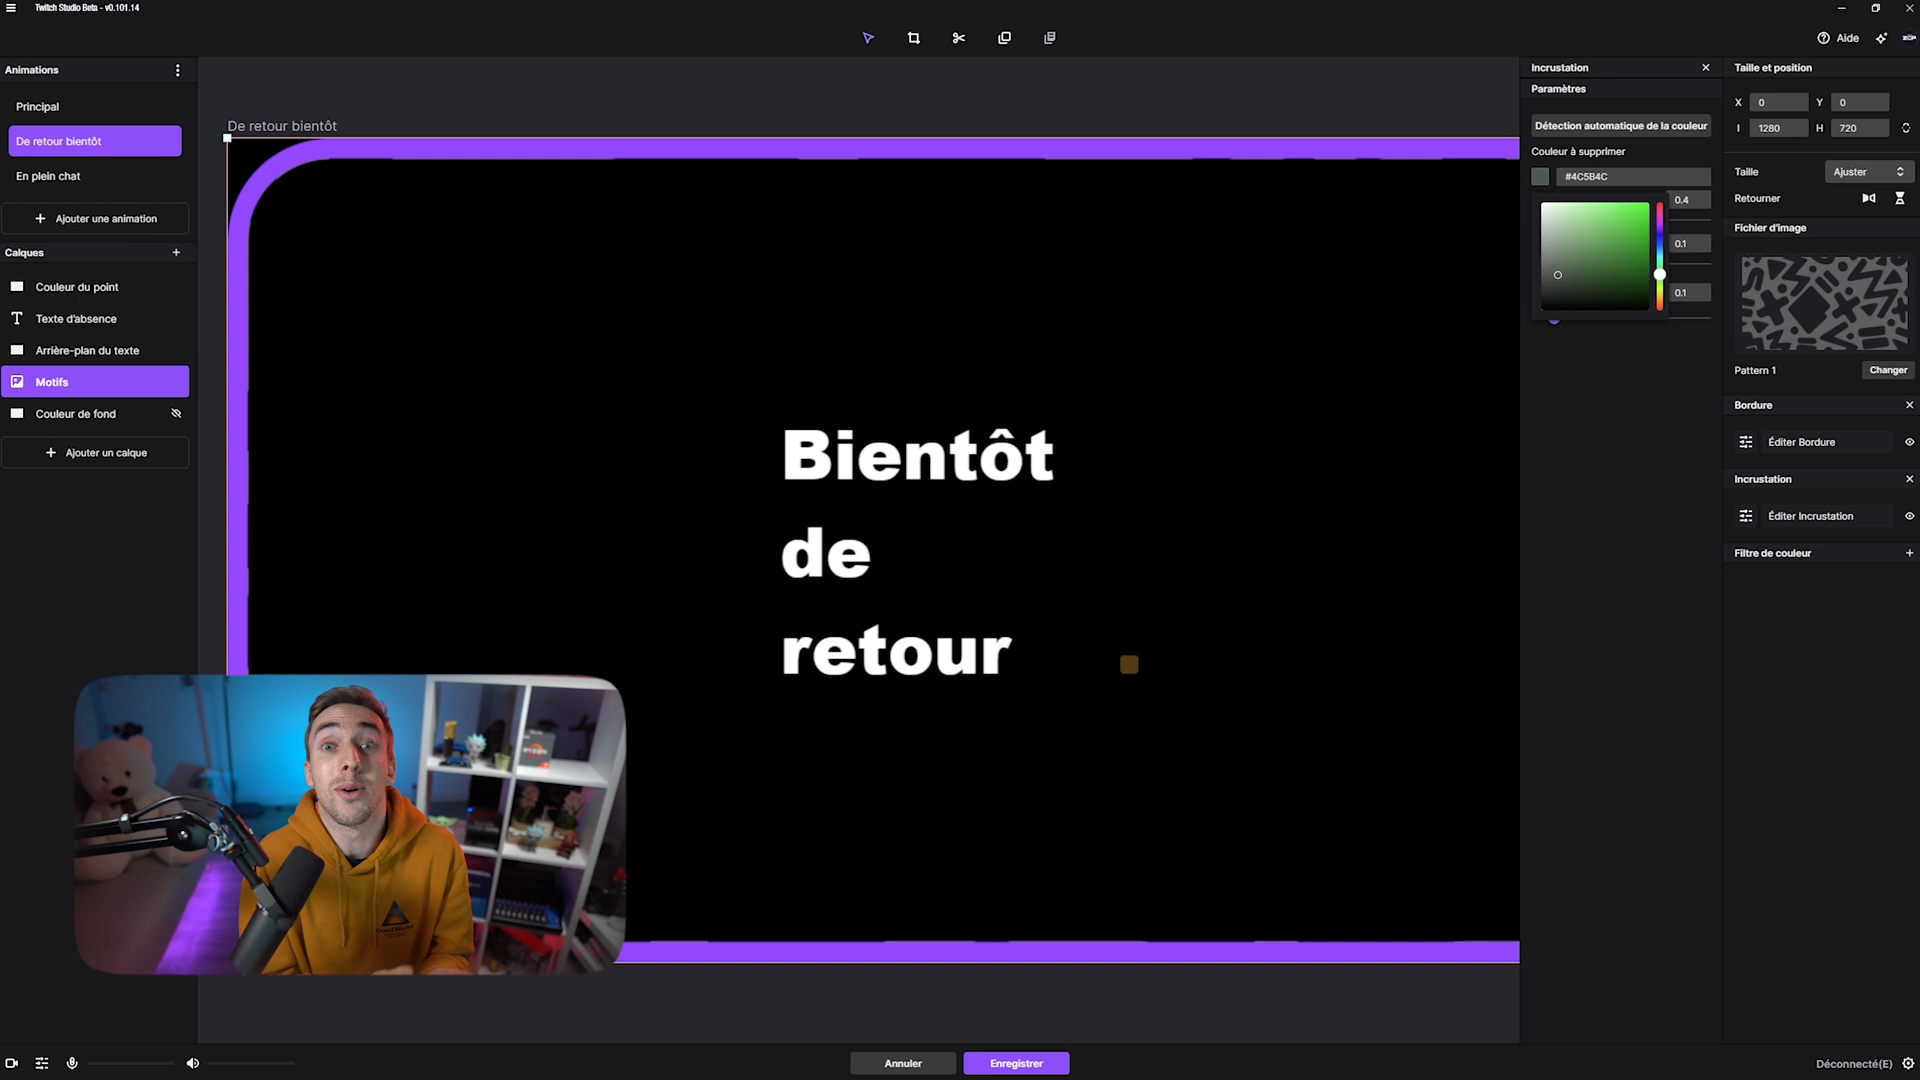 Twitch Studio Beta - v0.101.14
Aide
Animations
Principal
De retour bientôt
En plein chat
Ajouter une animation
Calques
Couleur du point
Texte d'absence
Arrière-plan du texte
Motifs
Couleur de fond
Ajouter un calque
De retour bientôt
Bientôt
de
retour
Incrustation
Paramètres
Détection automatique de la couleur
Couleur à supprimer
#4C5B4C
0.4
0.1
0.1
Taille et position
X 0 Y 0
l 1280 H 720
Taille Ajuster
Retourner
Fichier d'image
Pattern 1 Changer
Bordure
Éditer Bordure
Incrustation
Éditer Incrustation
Filtre de couleur
Annuler
Enregistrer
Déconnecté(E)